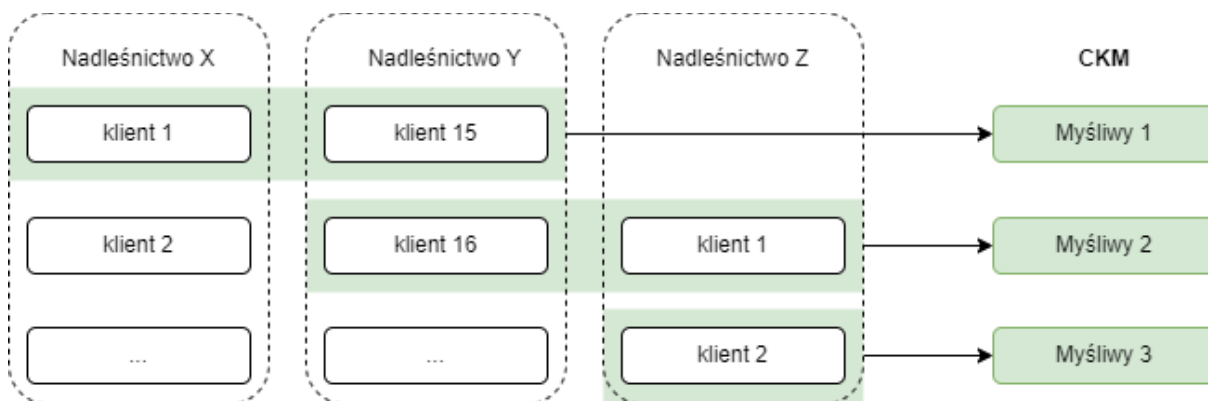 Nadleśnictwo X
Nadleśnictwo Y
Nadleśnictwo Z
CKM
klient 1
klient 15
Myśliwy 1
klient 2
klient 16
klient 1
Myśliwy 2
...
...
klient 2
Myśliwy 3